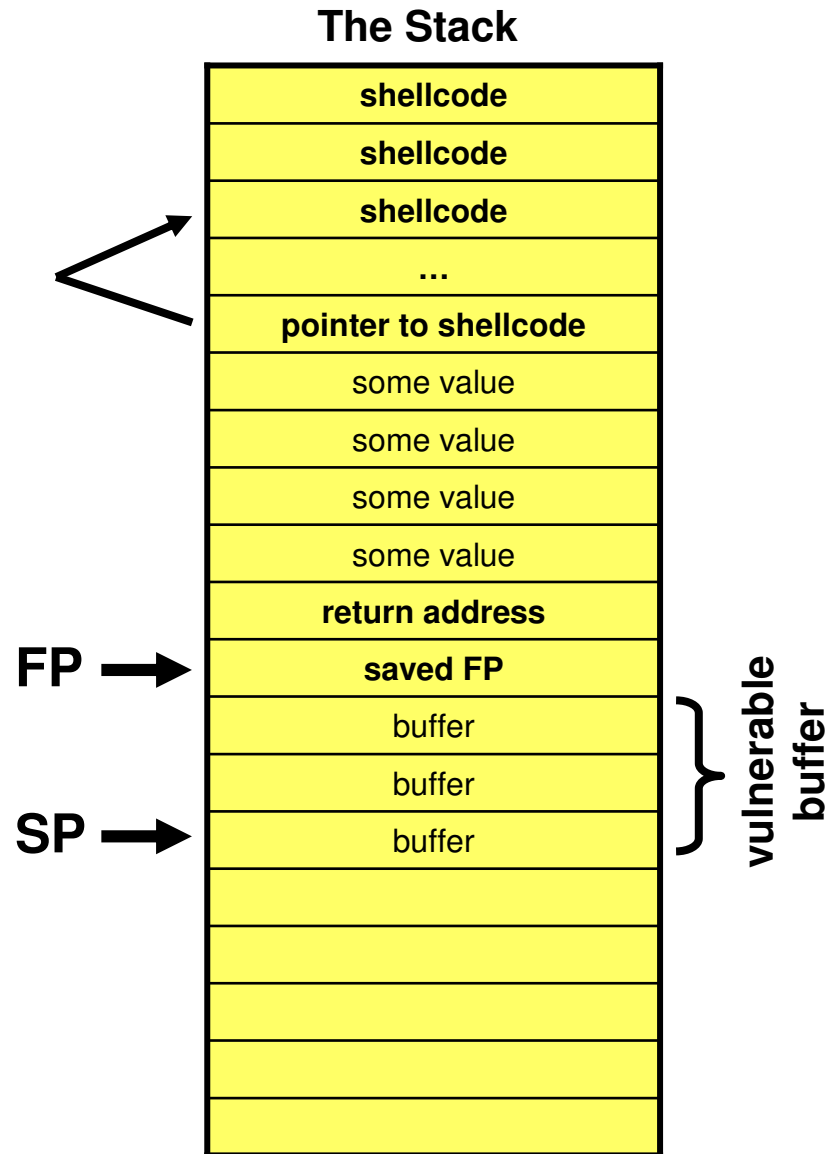 The Stack
shellcode
shellcode
shellcode
...
pointer to shellcode
some value
some value
some value
some value
return address
FP
saved FP
buffer
buffer
SP
buffer
vulnerable
buffer